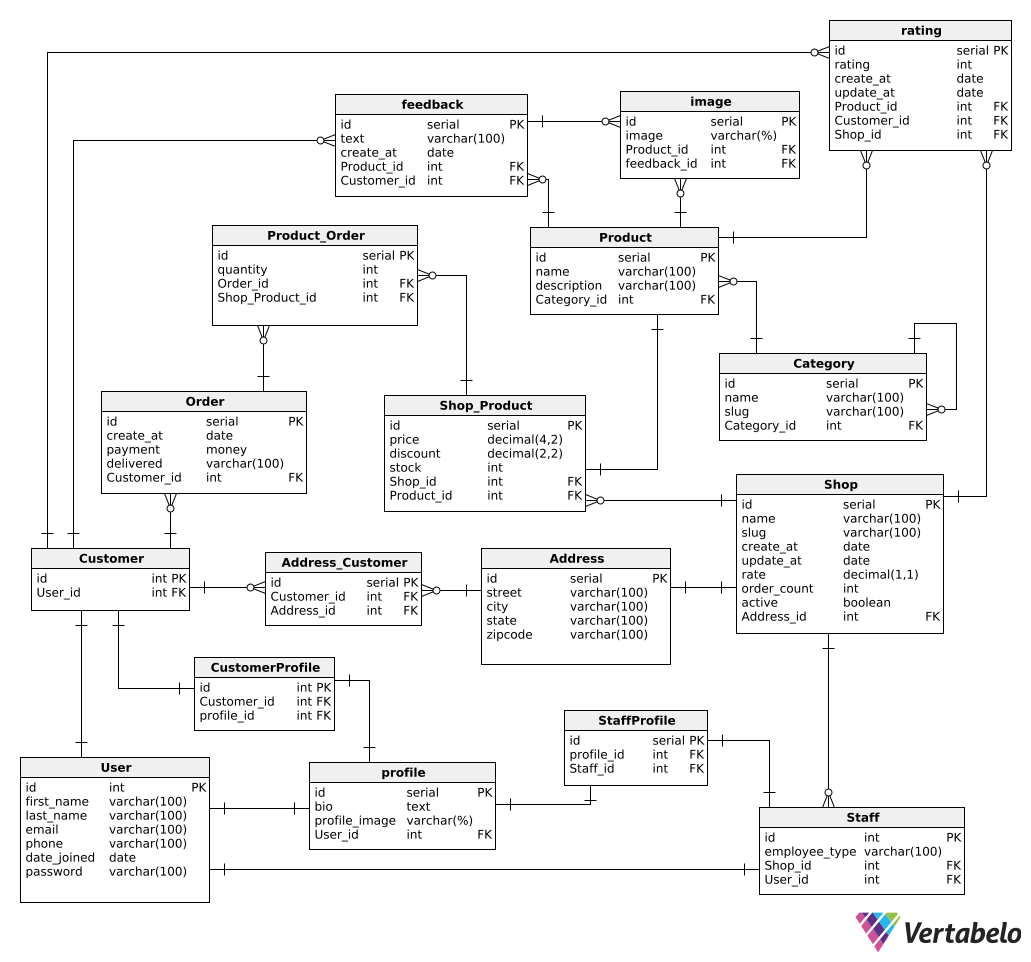 rating
id serial PK
rating int
create_at date
update_at date
Product_id int FK
Customer_id int FK
Shop_id int FK
feedback
id serial PK
text varchar(100)
create_at date
Product_id int FK
Customer_id int FK
image
id serial PK
image varchar(%)
Product_id int FK
feedback_id int FK
Product_Order
id serial PK
quantity int
Order_id int FK
Shop_Product_id int FK
Product
id serial PK
name varchar(100)
description varchar(100)
Category_id int FK
Category
id serial PK
name varchar(100)
slug varchar(100)
Category_id int FK
Order
id serial PK
create_at date
payment money
delivered varchar(100)
Customer_id int FK
Shop_Product
id serial PK
price decimal(4,2)
discount decimal(2,2)
stock int
Shop_id int FK
Product_id int FK
Shop
id serial PK
name varchar(100)
slug varchar(100)
create_at date
update_at date
rate decimal(1,1)
order_count int
active boolean
Address_id int FK
Customer
id int PK
User_id int FK
Address_Customer
id serial PK
Customer_id int FK
Address_id int FK
Address
id serial PK
street varchar(100)
city varchar(100)
state varchar(100)
zipcode varchar(100)
CustomerProfile
id int PK
Customer_id int FK
profile_id int FK
StaffProfile
id serial PK
profile_id int FK
Staff_id int FK
User
id int PK
first_name varchar(100)
last_name varchar(100)
email varchar(100)
phone varchar(100)
date_joined date
password varchar(100)
profile
id serial PK
bio text
profile_image varchar(%)
User_id int FK
Staff
id int PK
employee_type varchar(100)
Shop_id int FK
User_id int FK
Vertabelo